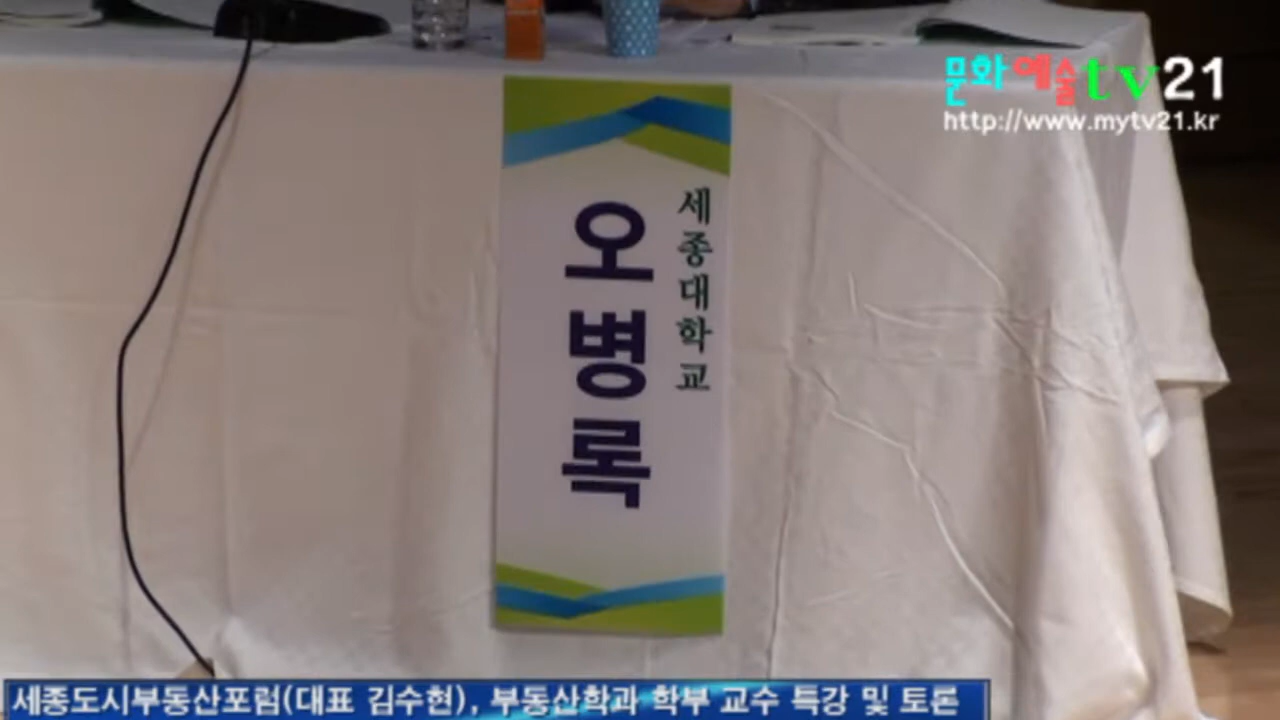 문화예술tv21
http://www.mytv21.kr
세종대학교
오병록
세종도시부동산포럼(대표 김수현), 부동산학과 학부 교수 특강 및 토론